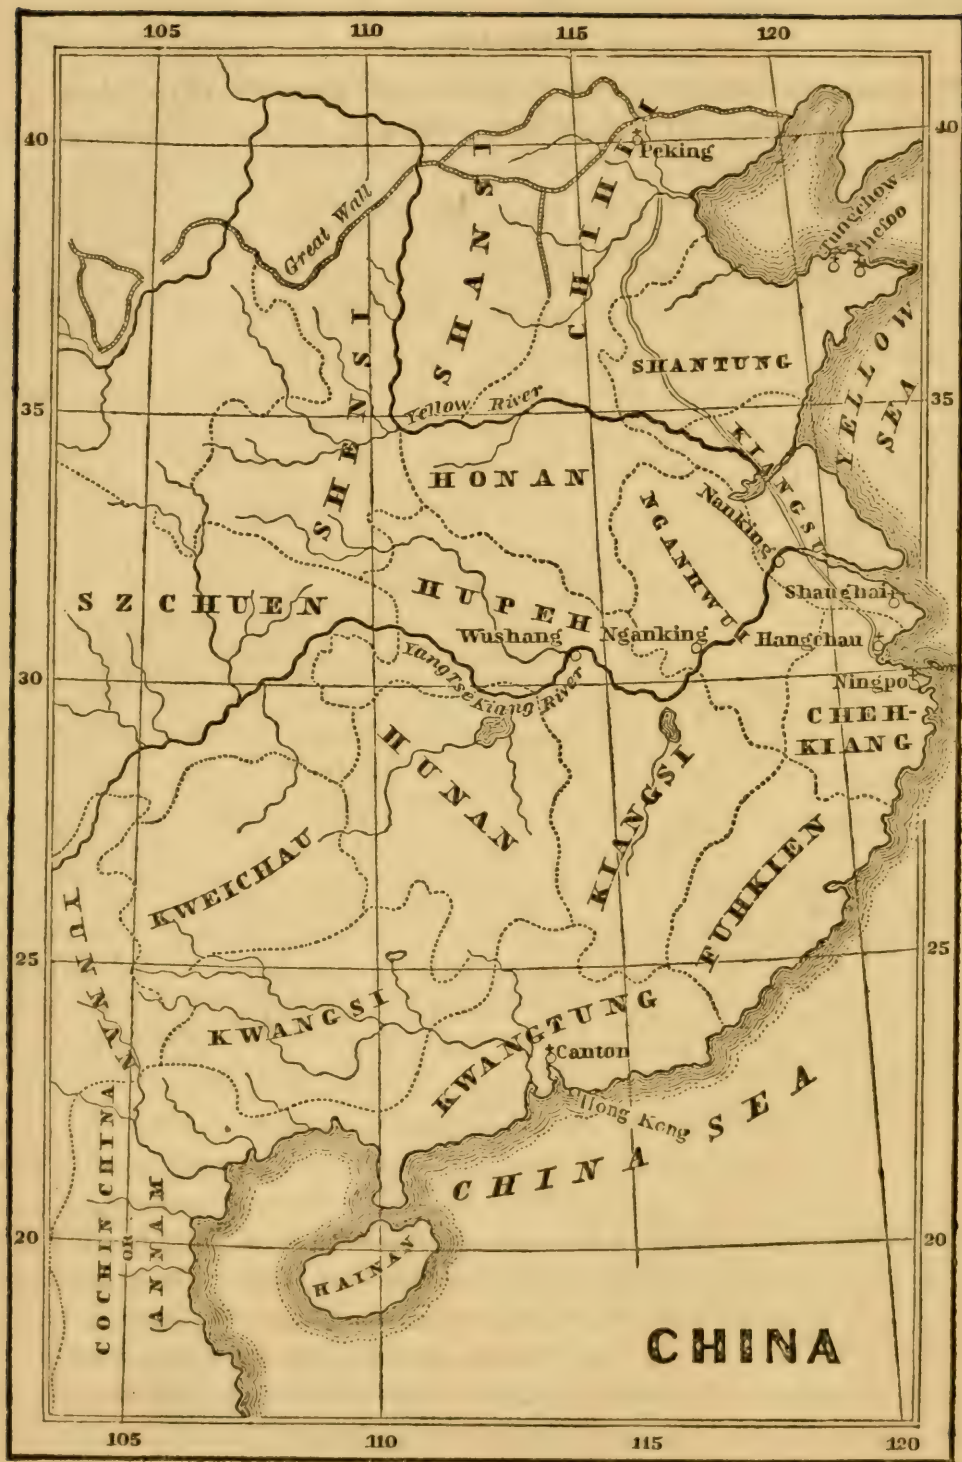 105 110 115 120
40 40
Peking
Great Wall
SHANSI
CHIHLI
Tungchow
Chefoo
SHENSI
SHANTUNG
YELLOW
SEA
35 35
Yellow River
KIANGSU
HONAN
Nanking
NGANHWUI
SZCHUEN
HUPEH
Shanghai
Wushang
Nganking
Hangchau
30
Yangtse Kiang River
Ningpo
CHEH-
KIANG
HUNAN
KIANGSI
KWEICHAU
FUHKIEN
YUNNAN
25 25
KWANGSI
KWANGTUNG
Canton
Hong Kong
CHINA SEA
COCHIN CHINA
OR
ANNAM
20 20
HAINAN
CHINA
105 110 115 120